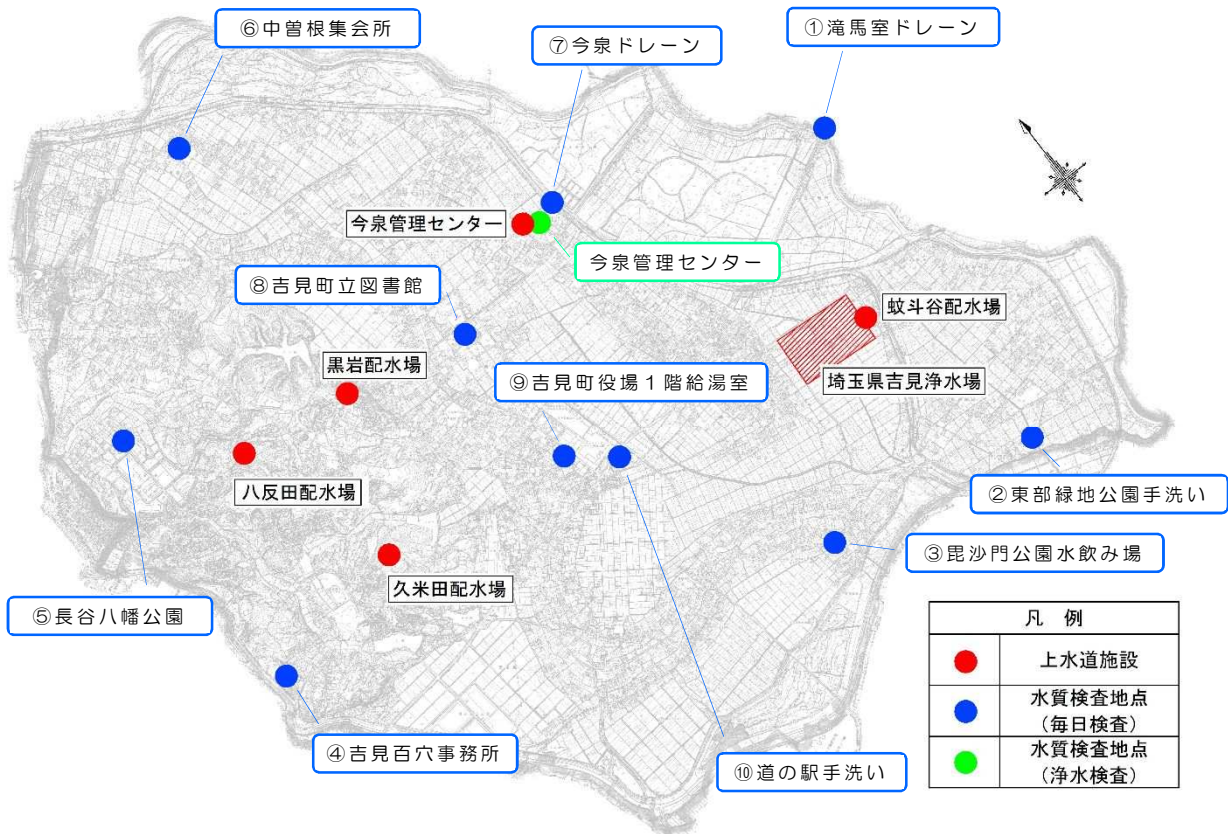 ⑥中曽根集会所
⑦今泉ドレーン
①滝馬室ドレーン
今泉管理センター
今泉管理センター
⑧吉見町立図書館
蚊斗谷配水場
黒岩配水場
⑨吉見町役場1階給湯室
埼玉県吉見浄水場
八反田配水場
②東部緑地公園手洗い
③毘沙門公園水飲み場
久米田配水場
⑤長谷八幡公園
④吉見百穴事務所
⑩道の駅手洗い
凡 例
上水道施設
水質検査地点
(毎日検査)
水質検査地点
(浄水検査)